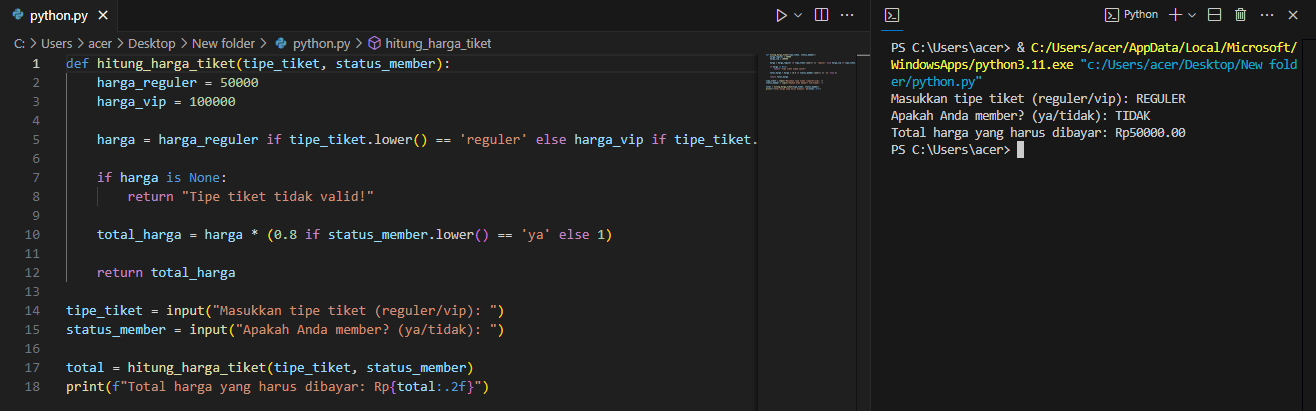 python.py
Python
C: > Users > acer > Desktop > New folder > python.py > hitung_harga_tiket
1 def hitung_harga_tiket(tipe_tiket, status_member):
2     harga_reguler = 50000
3     harga_vip = 100000
4
5     harga = harga_reguler if tipe_tiket.lower() == 'reguler' else harga_vip if tipe_tiket.
6
7     if harga is None:
8         return "Tipe tiket tidak valid!"
9
10     total_harga = harga * (0.8 if status_member.lower() == 'ya' else 1)
11
12     return total_harga
13
14 tipe_tiket = input("Masukkan tipe tiket (reguler/vip): ")
15 status_member = input("Apakah Anda member? (ya/tidak): ")
16
17 total = hitung_harga_tiket(tipe_tiket, status_member)
18 print(f"Total harga yang harus dibayar: Rp{total:.2f}")
PS C:\Users\acer> & C:/Users/acer/AppData/Local/Microsoft/
WindowsApps/python3.11.exe "c:/Users/acer/Desktop/New fold
er/python.py"
Masukkan tipe tiket (reguler/vip): REGULER
Apakah Anda member? (ya/tidak): TIDAK
Total harga yang harus dibayar: Rp50000.00
PS C:\Users\acer>